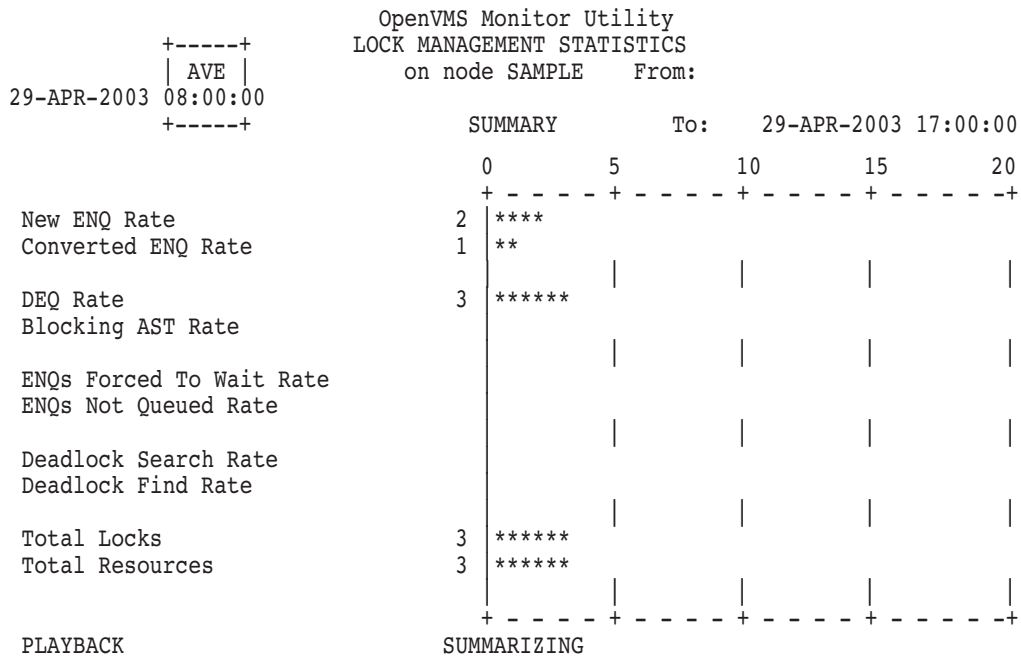 OpenVMS Monitor Utility
+-----+ LOCK MANAGEMENT STATISTICS
| AVE | on node SAMPLE From:
29-APR-2003 08:00:00
+-----+ SUMMARY To: 29-APR-2003 17:00:00
0 5 10 15 20
+ - - - - + - - - - + - - - - + - - - - -+
New ENQ Rate 2 |****
Converted ENQ Rate 1 |**
| | | | |
DEQ Rate 3 |******
Blocking AST Rate |
| | | | |
ENQs Forced To Wait Rate |
ENQs Not Queued Rate |
| | | | |
Deadlock Search Rate |
Deadlock Find Rate |
| | | | |
Total Locks 3 |******
Total Resources 3 |******
| | | | |
+ - - - - + - - - - + - - - - + - - - - -+
PLAYBACK SUMMARIZING